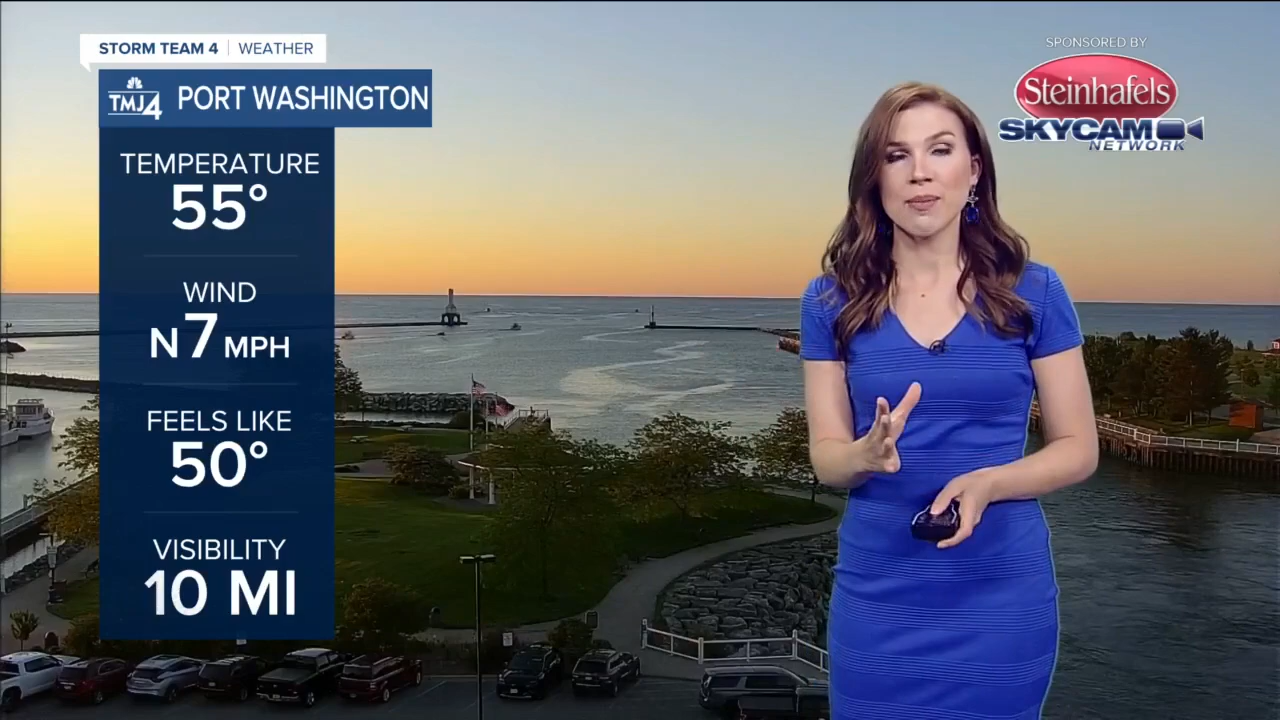 STORM TEAM 4 | WEATHER
TMJ4 PORT WASHINGTON
TEMPERATURE
55°
WIND
N 7 MPH
FEELS LIKE
50°
VISIBILITY
10 MI
SPONSORED BY
Steinhafels
SKYCAM
NETWORK